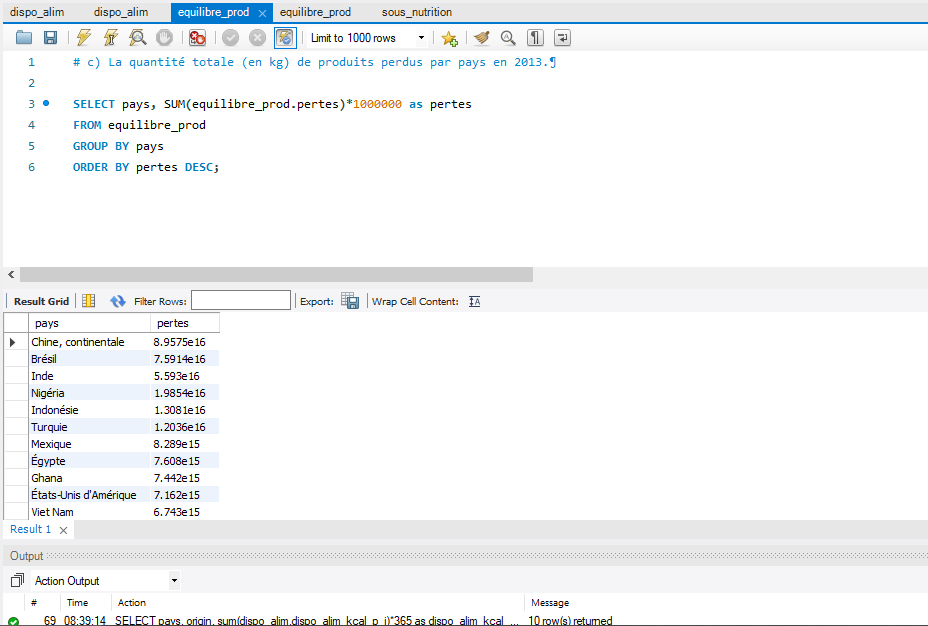 dispo_alim dispo_alim equilibre_prod equilibre_prod sous_nutrition
Limit to 1000 rows
1 # c) La quantité totale (en kg) de produits perdus par pays en 2013.¶
2
3 SELECT pays, SUM(equilibre_prod.pertes)*1000000 as pertes
4 FROM equilibre_prod
5 GROUP BY pays
6 ORDER BY pertes DESC;
Result Grid Filter Rows: Export: Wrap Cell Content: IA
pays pertes
Chine, continentale 8.9575e16
Brésil 7.5914e16
Inde 5.593e16
Nigéria 1.9854e16
Indonésie 1.3081e16
Turquie 1.2036e16
Mexique 8.289e15
Égypte 7.608e15
Ghana 7.442e15
États-Unis d'Amérique 7.162e15
Viet Nam 6.743e15
Result 1
Output
Action Output
# Time Action Message
69 08:39:14 SELECT pays, origin, sum(dispo_alim.dispo_alim_kcal_p_j)*365 as dispo_alim_kcal_... 10 row(s) returned